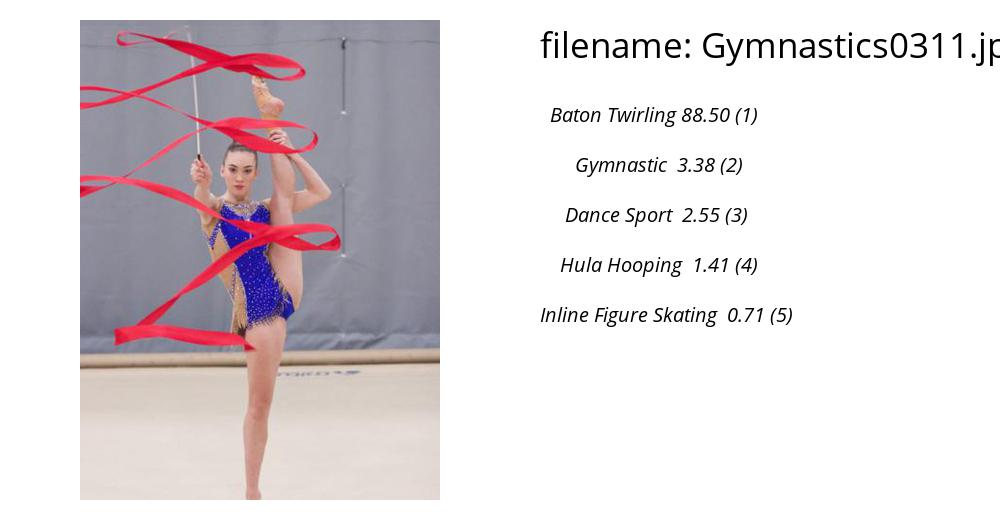 filename: Gymnastics0311.jp
Baton Twirling 88.50 (1)
Gymnastic 3.38 (2)
Dance Sport 2.55 (3)
Hula Hooping 1.41 (4)
Inline Figure Skating 0.71 (5)